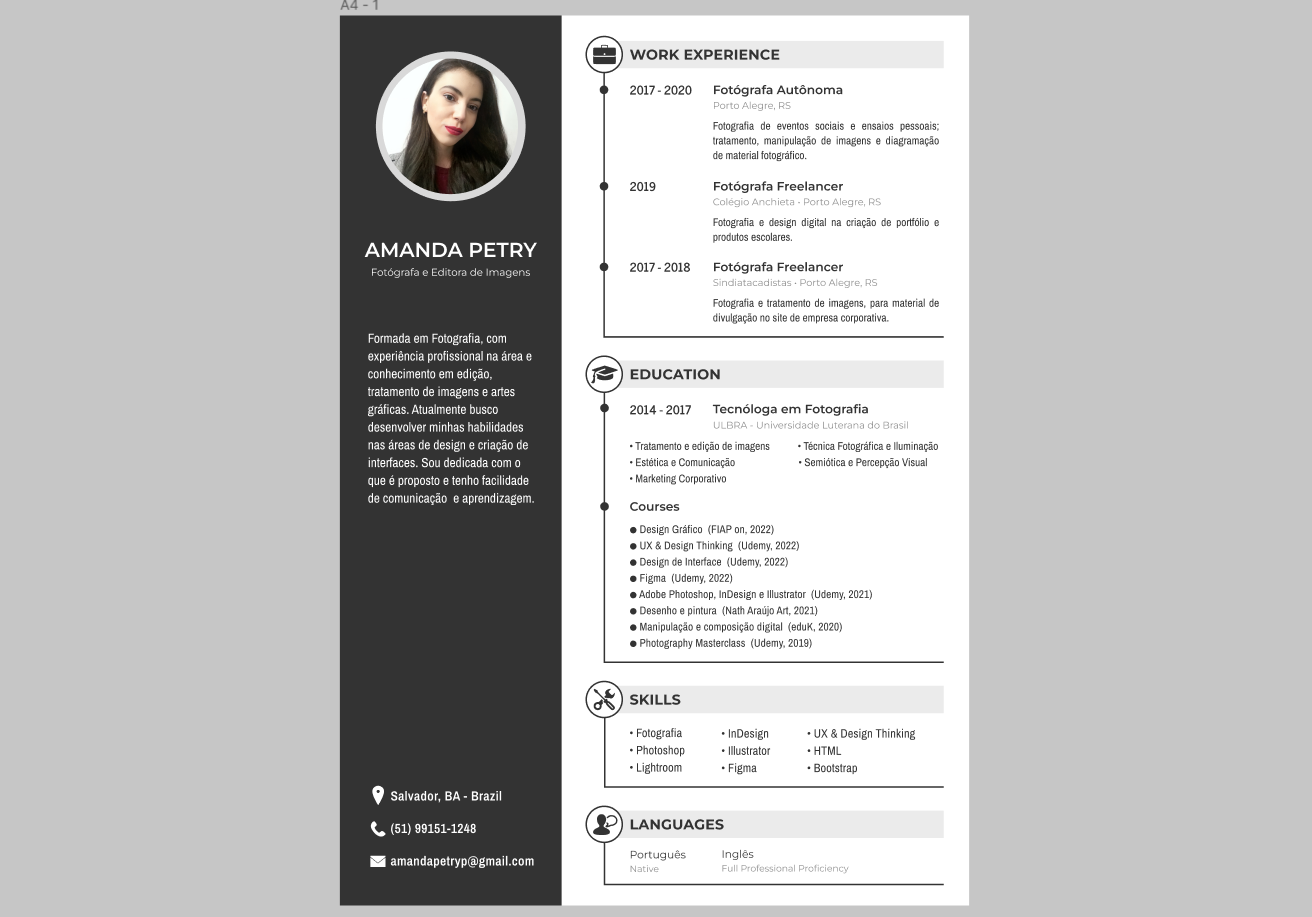 A4 - 1
AMANDA PETRY
Fotógrafa e Editora de Imagens
Formada em Fotografia, com
experiência profissional na área e
conhecimento em edição,
tratamento de imagens e artes
gráficas. Atualmente busco
desenvolver minhas habilidades
nas áreas de design e criação de
interfaces. Sou dedicada com o
que é proposto e tenho facilidade
de comunicação  e aprendizagem.
Salvador, BA - Brazil
(51) 99151-1248
amandapetryp@gmail.com
WORK EXPERIENCE
2017 - 2020 Fotógrafa Autônoma
Porto Alegre, RS
Fotografia de eventos sociais e ensaios pessoais;
tratamento, manipulação de imagens e diagramação
de material fotográfico.
2019 Fotógrafa Freelancer
Colégio Anchieta • Porto Alegre, RS
Fotografia e design digital na criação de portfólio e
produtos escolares.
2017 - 2018 Fotógrafa Freelancer
Sindiatacadistas • Porto Alegre, RS
Fotografia e tratamento de imagens, para material de
divulgação no site de empresa corporativa.
EDUCATION
2014 - 2017 Tecnóloga em Fotografia
ULBRA - Universidade Luterana do Brasil
• Tratamento e edição de imagens • Técnica Fotográfica e Iluminação
• Estética e Comunicação • Semiótica e Percepção Visual
• Marketing Corporativo
Courses
● Design Gráfico  (FIAP on, 2022)
● UX & Design Thinking  (Udemy, 2022)
● Design de Interface  (Udemy, 2022)
● Figma  (Udemy, 2022)
● Adobe Photoshop, InDesign e Illustrator  (Udemy, 2021)
● Desenho e pintura  (Nath Araújo Art, 2021)
● Manipulação e composição digital  (eduK, 2020)
● Photography Masterclass  (Udemy, 2019)
SKILLS
• Fotografia • InDesign • UX & Design Thinking
• Photoshop • Illustrator • HTML
• Lightroom • Figma • Bootstrap
LANGUAGES
Português Inglês
Native Full Professional Proficiency